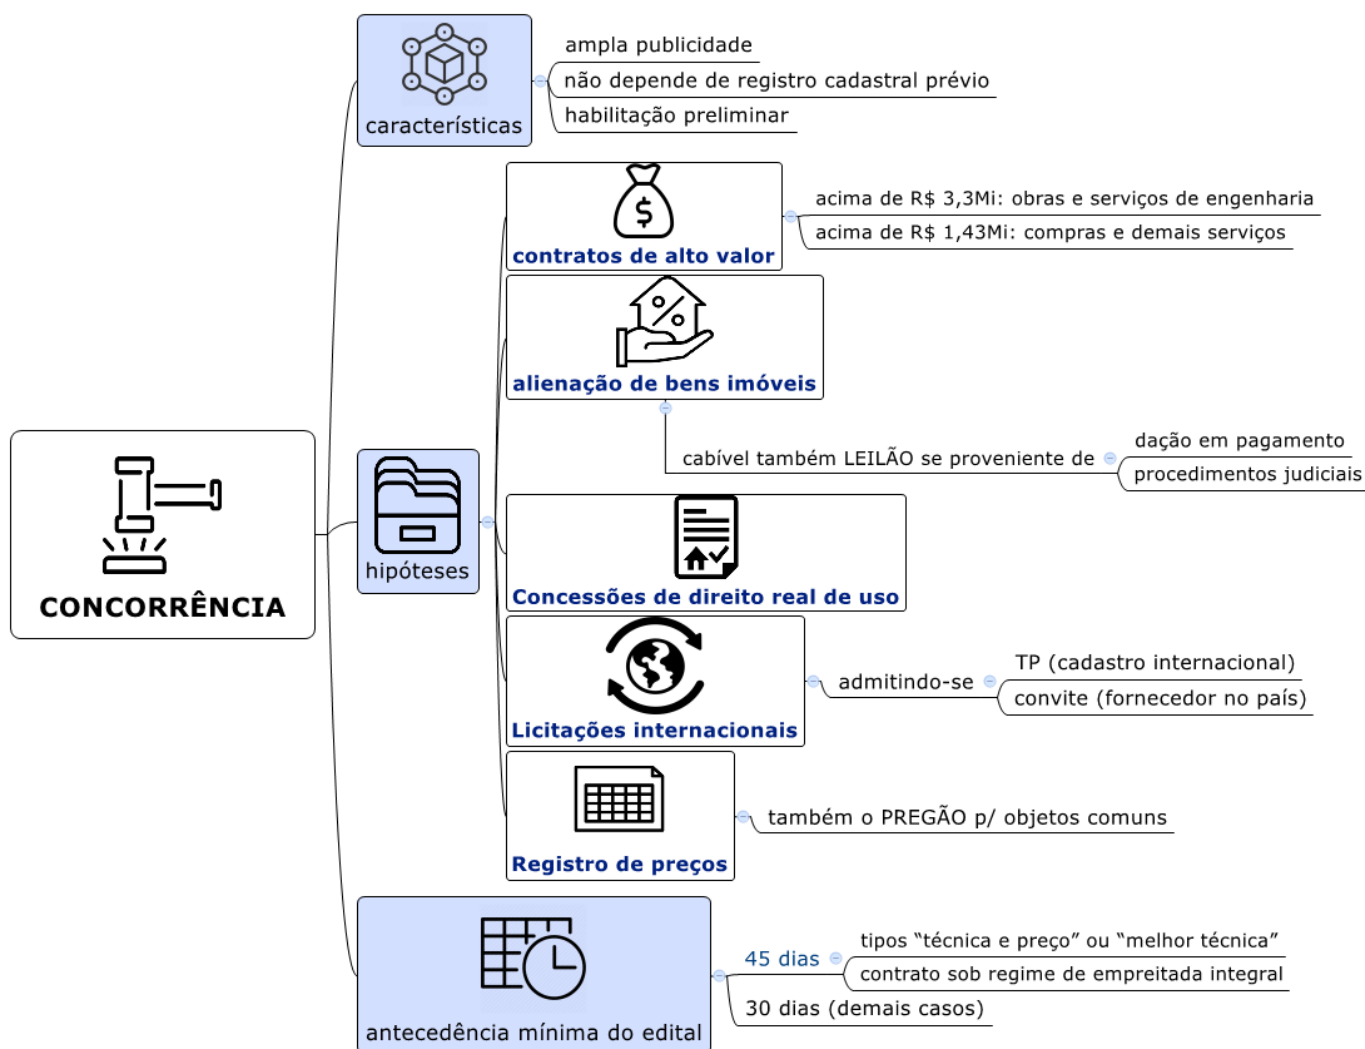 CONCORRÊNCIA
características
ampla publicidade
não depende de registro cadastral prévio
habilitação preliminar
hipóteses
$
contratos de alto valor
acima de R$ 3,3Mi: obras e serviços de engenharia
acima de R$ 1,43Mi: compras e demais serviços
%
alienação de bens imóveis
cabível também LEILÃO se proveniente de
dação em pagamento
procedimentos judiciais
Concessões de direito real de uso
Licitações internacionais
admitindo-se
TP (cadastro internacional)
convite (fornecedor no país)
Registro de preços
também o PREGÃO p/ objetos comuns
antecedência mínima do edital
45 dias
tipos “técnica e preço” ou “melhor técnica”
contrato sob regime de empreitada integral
30 dias (demais casos)